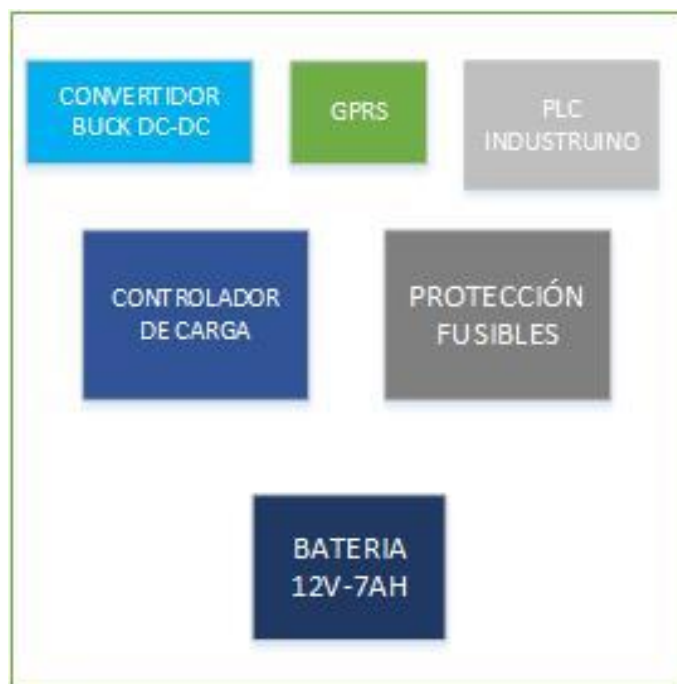 CONVERTIDOR
BUCK DC-DC
GPRS
PLC
INDUSTRUINO
CONTROLADOR
DE CARGA
PROTECCIÓN
FUSIBLES
BATERIA
12V-7AH